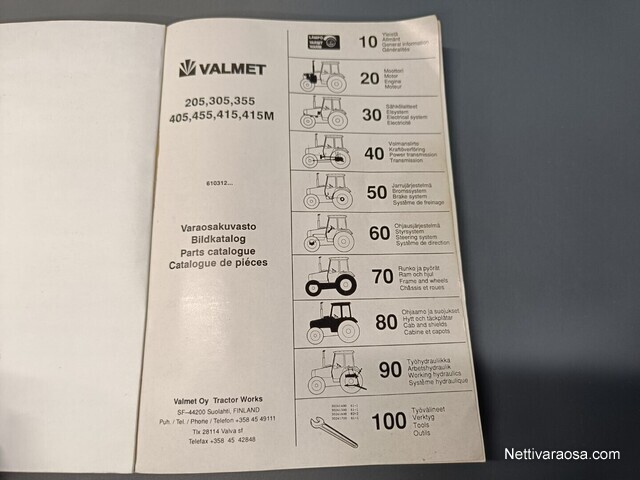 VALMET
205,305,355
405,455,415,415M
610312...
Varaosakuvasto
Bildkatalog
Parts catalogue
Catalogue de piéces
Valmet Oy Tractor Works
SF-44200 Suolahti, FINLAND
Puh. / Tel. / Phone / Telefon +358 45 49111
Tlx 28114 Valva sf
Telefax +358 45 42848
10
Yleistä
Allmänt
General information
Généralités
20
Moottori
Motor
Engine
Moteur
30
Sähkölaitteet
Elsystem
Electrical system
Electricité
40
Voimansiirto
Kraftöverföring
Power transmission
Transmission
50
Jarrujärjestelmä
Bromssystem
Brake system
Système de freinage
60
Ohjausjärjestelmä
Styrsystem
Steering system
Système de direction
70
Runko ja pyörät
Ram och hjul
Frame and wheels
Châssis et roues
80
Ohjaamo ja suojukset
Hytt och täckplåtar
Cab and shields
Cabine et capots
90
Työhydrauliikka
Arbetshydraulik
Working hydraulics
Système hydraulique
100
Työvälineet
Verktyg
Tools
Outils
Nettivaraosa.com